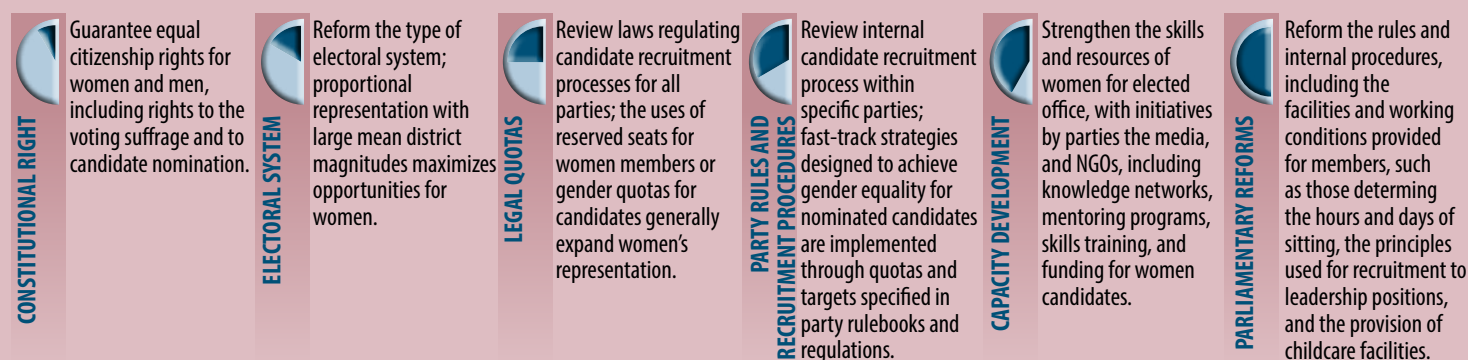 CONSTITUTIONAL RIGHT
Guarantee equal
citizenship rights for
women and men,
including rights to the
voting suffrage and to
candidate nomination.
ELECTORAL SYSTEM
Reform the type of
electoral system;
proportional
representation with
large mean district
magnitudes maximizes
opportunities for
women.
LEGAL QUOTAS
Review laws regulating
candidate recruitment
processes for all
parties; the uses of
reserved seats for
women members or
gender quotas for
candidates generally
expand women's
representation.
PARTY RULES AND
RECRUITMENT PROCEDURES
Review internal
candidate recruitment
process within
specific parties;
fast-track strategies
designed to achieve
gender equality for
nominated candidates
are implemented
through quotas and
targets specified in
party rulebooks and
regulations.
CAPACITY DEVELOPMENT
Strengthen the skills
and resources of
women for elected
office, with initiatives
by parties the media,
and NGOs, including
knowledge networks,
mentoring programs,
skills training, and
funding for women
candidates.
PARLIAMENTARY REFORMS
Reform the rules and
internal procedures,
including the
facilities and working
conditions provided
for members, such
as those determing
the hours and days of
sitting, the principles
used for recruitment to
leadership positions,
and the provision of
childcare facilities.